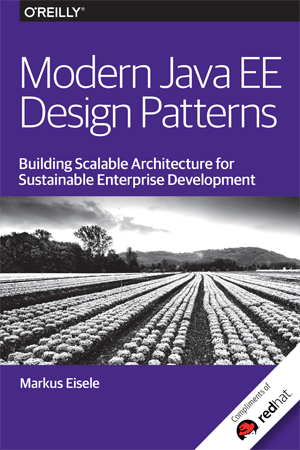 O'REILLY®
Modern Java EE
Design Patterns
Building Scalable Architecture for
Sustainable Enterprise Development
Markus Eisele
Compliments of
redhat